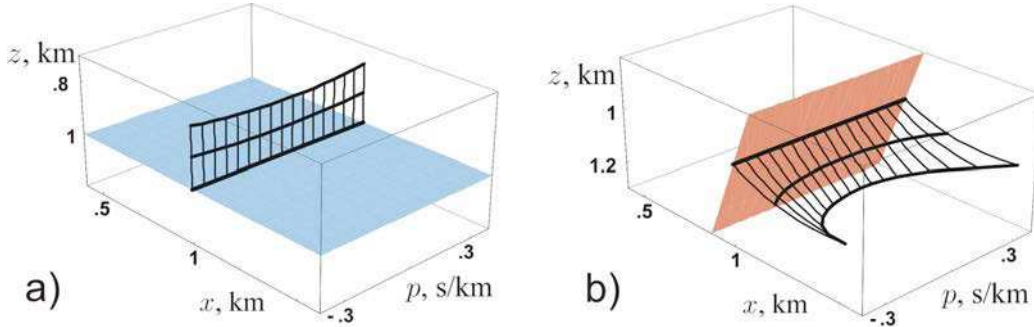 z, km
.8
1
.5
1
x, km
-.3
p, s/km
.3
a)
z, km
1
1.2
.5
1
x, km
-.3
p, s/km
.3
b)